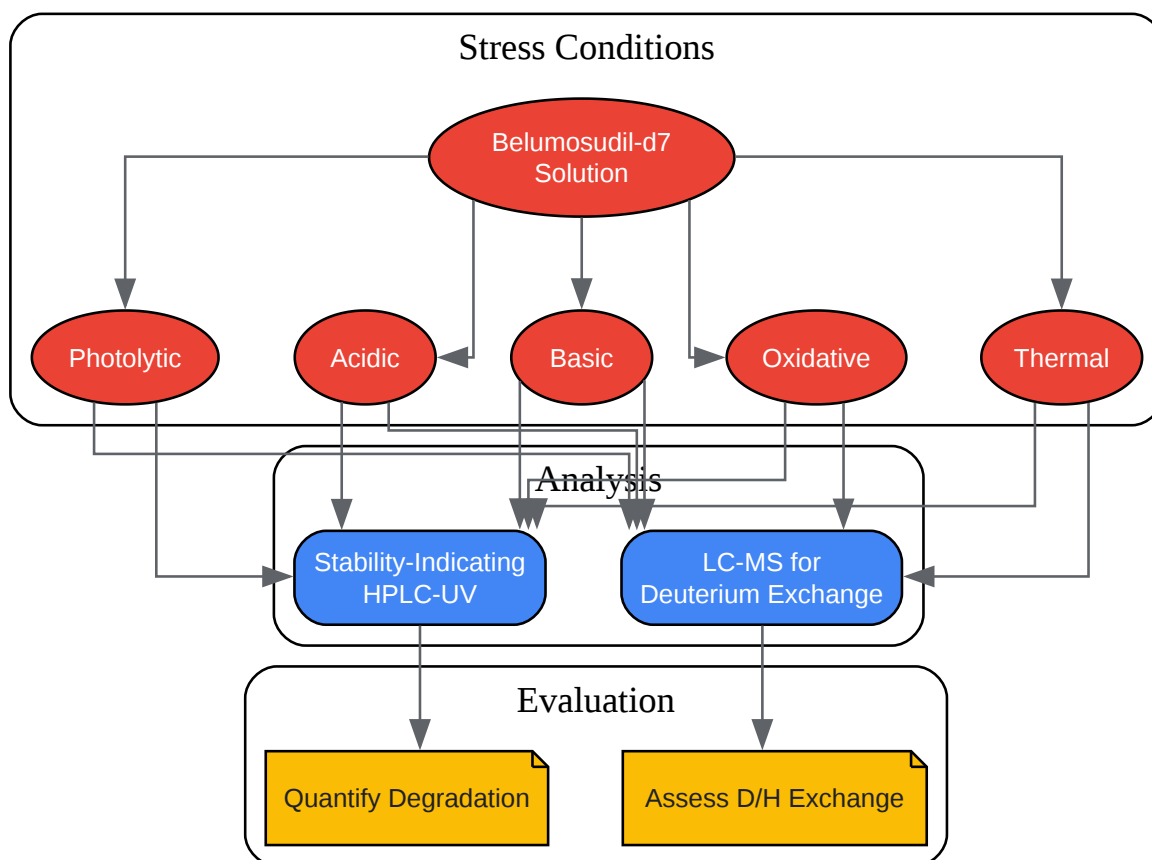 Stress Conditions
Belumosudil-d7
Solution
Photolytic
Acidic
Basic
Oxidative
Thermal
Analysis
Stability-Indicating
HPLC-UV
LC-MS for
Deuterium Exchange
Evaluation
Quantify Degradation
Assess D/H Exchange